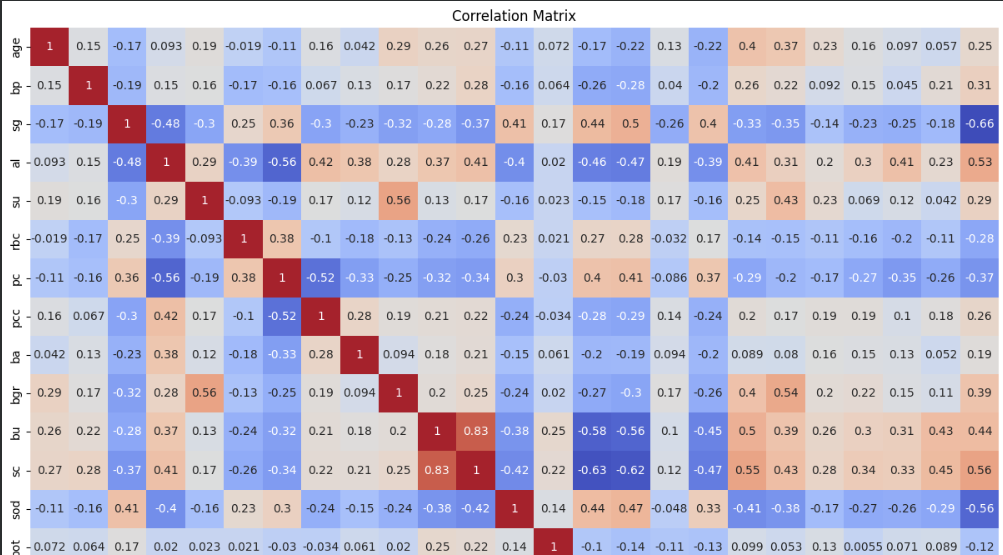 Correlation Matrix
age 1 0.15 -0.17 0.093 0.19 -0.019 -0.11 0.16 0.042 0.29 0.26 0.27 -0.11 0.072 -0.17 -0.22 0.13 -0.22 0.4 0.37 0.23 0.16 0.097 0.057 0.25
bp 0.15 1 -0.19 0.15 0.16 -0.17 -0.16 0.067 0.13 0.17 0.22 0.28 -0.16 0.064 -0.26 -0.28 0.04 -0.2 0.26 0.22 0.092 0.15 0.045 0.21 0.31
sg -0.17 -0.19 1 -0.48 -0.3 0.25 0.36 -0.3 -0.23 -0.32 -0.28 -0.37 0.41 0.17 0.44 0.5 -0.26 0.4 -0.33 -0.35 -0.14 -0.23 -0.25 -0.18 -0.66
al 0.093 0.15 -0.48 1 0.29 -0.39 -0.56 0.42 0.38 0.28 0.37 0.41 -0.4 0.02 -0.46 -0.47 0.19 -0.39 0.41 0.31 0.2 0.3 0.41 0.23 0.53
su 0.19 0.16 -0.3 0.29 1 -0.093 -0.19 0.17 0.12 0.56 0.13 0.17 -0.16 0.023 -0.15 -0.18 0.17 -0.16 0.25 0.43 0.23 0.069 0.12 0.042 0.29
rbc -0.019 -0.17 0.25 -0.39 -0.093 1 0.38 -0.1 -0.18 -0.13 -0.24 -0.26 0.23 0.021 0.27 0.28 -0.032 0.17 -0.14 -0.15 -0.11 -0.16 -0.2 -0.11 -0.28
pc -0.11 -0.16 0.36 -0.56 -0.19 0.38 1 -0.52 -0.33 -0.25 -0.32 -0.34 0.3 -0.03 0.4 0.41 -0.086 0.37 -0.29 -0.2 -0.17 -0.27 -0.35 -0.26 -0.37
pcc 0.16 0.067 -0.3 0.42 0.17 -0.1 -0.52 1 0.28 0.19 0.21 0.22 -0.24 -0.034 -0.28 -0.29 0.14 -0.24 0.2 0.17 0.19 0.19 0.1 0.18 0.26
ba 0.042 0.13 -0.23 0.38 0.12 -0.18 -0.33 0.28 1 0.094 0.18 0.21 -0.15 0.061 -0.2 -0.19 0.094 -0.2 0.089 0.08 0.16 0.15 0.13 0.052 0.19
bgr 0.29 0.17 -0.32 0.28 0.56 -0.13 -0.25 0.19 0.094 1 0.2 0.25 -0.24 0.02 -0.27 -0.3 0.17 -0.26 0.4 0.54 0.2 0.22 0.15 0.11 0.39
bu 0.26 0.22 -0.28 0.37 0.13 -0.24 -0.32 0.21 0.18 0.2 1 0.83 -0.38 0.25 -0.58 -0.56 0.1 -0.45 0.5 0.39 0.26 0.3 0.31 0.43 0.44
sc 0.27 0.28 -0.37 0.41 0.17 -0.26 -0.34 0.22 0.21 0.25 0.83 1 -0.42 0.22 -0.63 -0.62 0.12 -0.47 0.55 0.43 0.28 0.34 0.33 0.45 0.56
sod -0.11 -0.16 0.41 -0.4 -0.16 0.23 0.3 -0.24 -0.15 -0.24 -0.38 -0.42 1 0.14 0.44 0.47 -0.048 0.33 -0.41 -0.38 -0.17 -0.27 -0.26 -0.29 -0.56
0.072 0.064 0.17 0.02 0.023 0.021 -0.03 -0.034 0.061 0.02 0.25 0.22 0.14 1 -0.1 -0.14 -0.11 -0.13 0.099 0.053 0.13 0.0055 0.071 0.089 -0.12